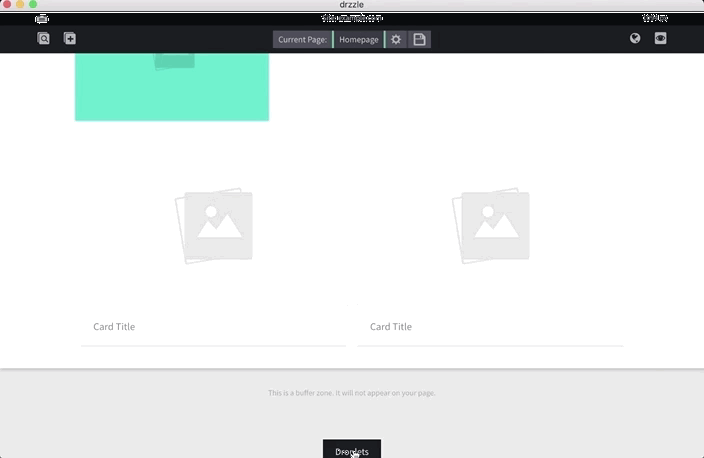 drzzle
Current Page: Homepage
Card Title
Card Title
This is a buffer zone. It will not appear on your page.
Droplets